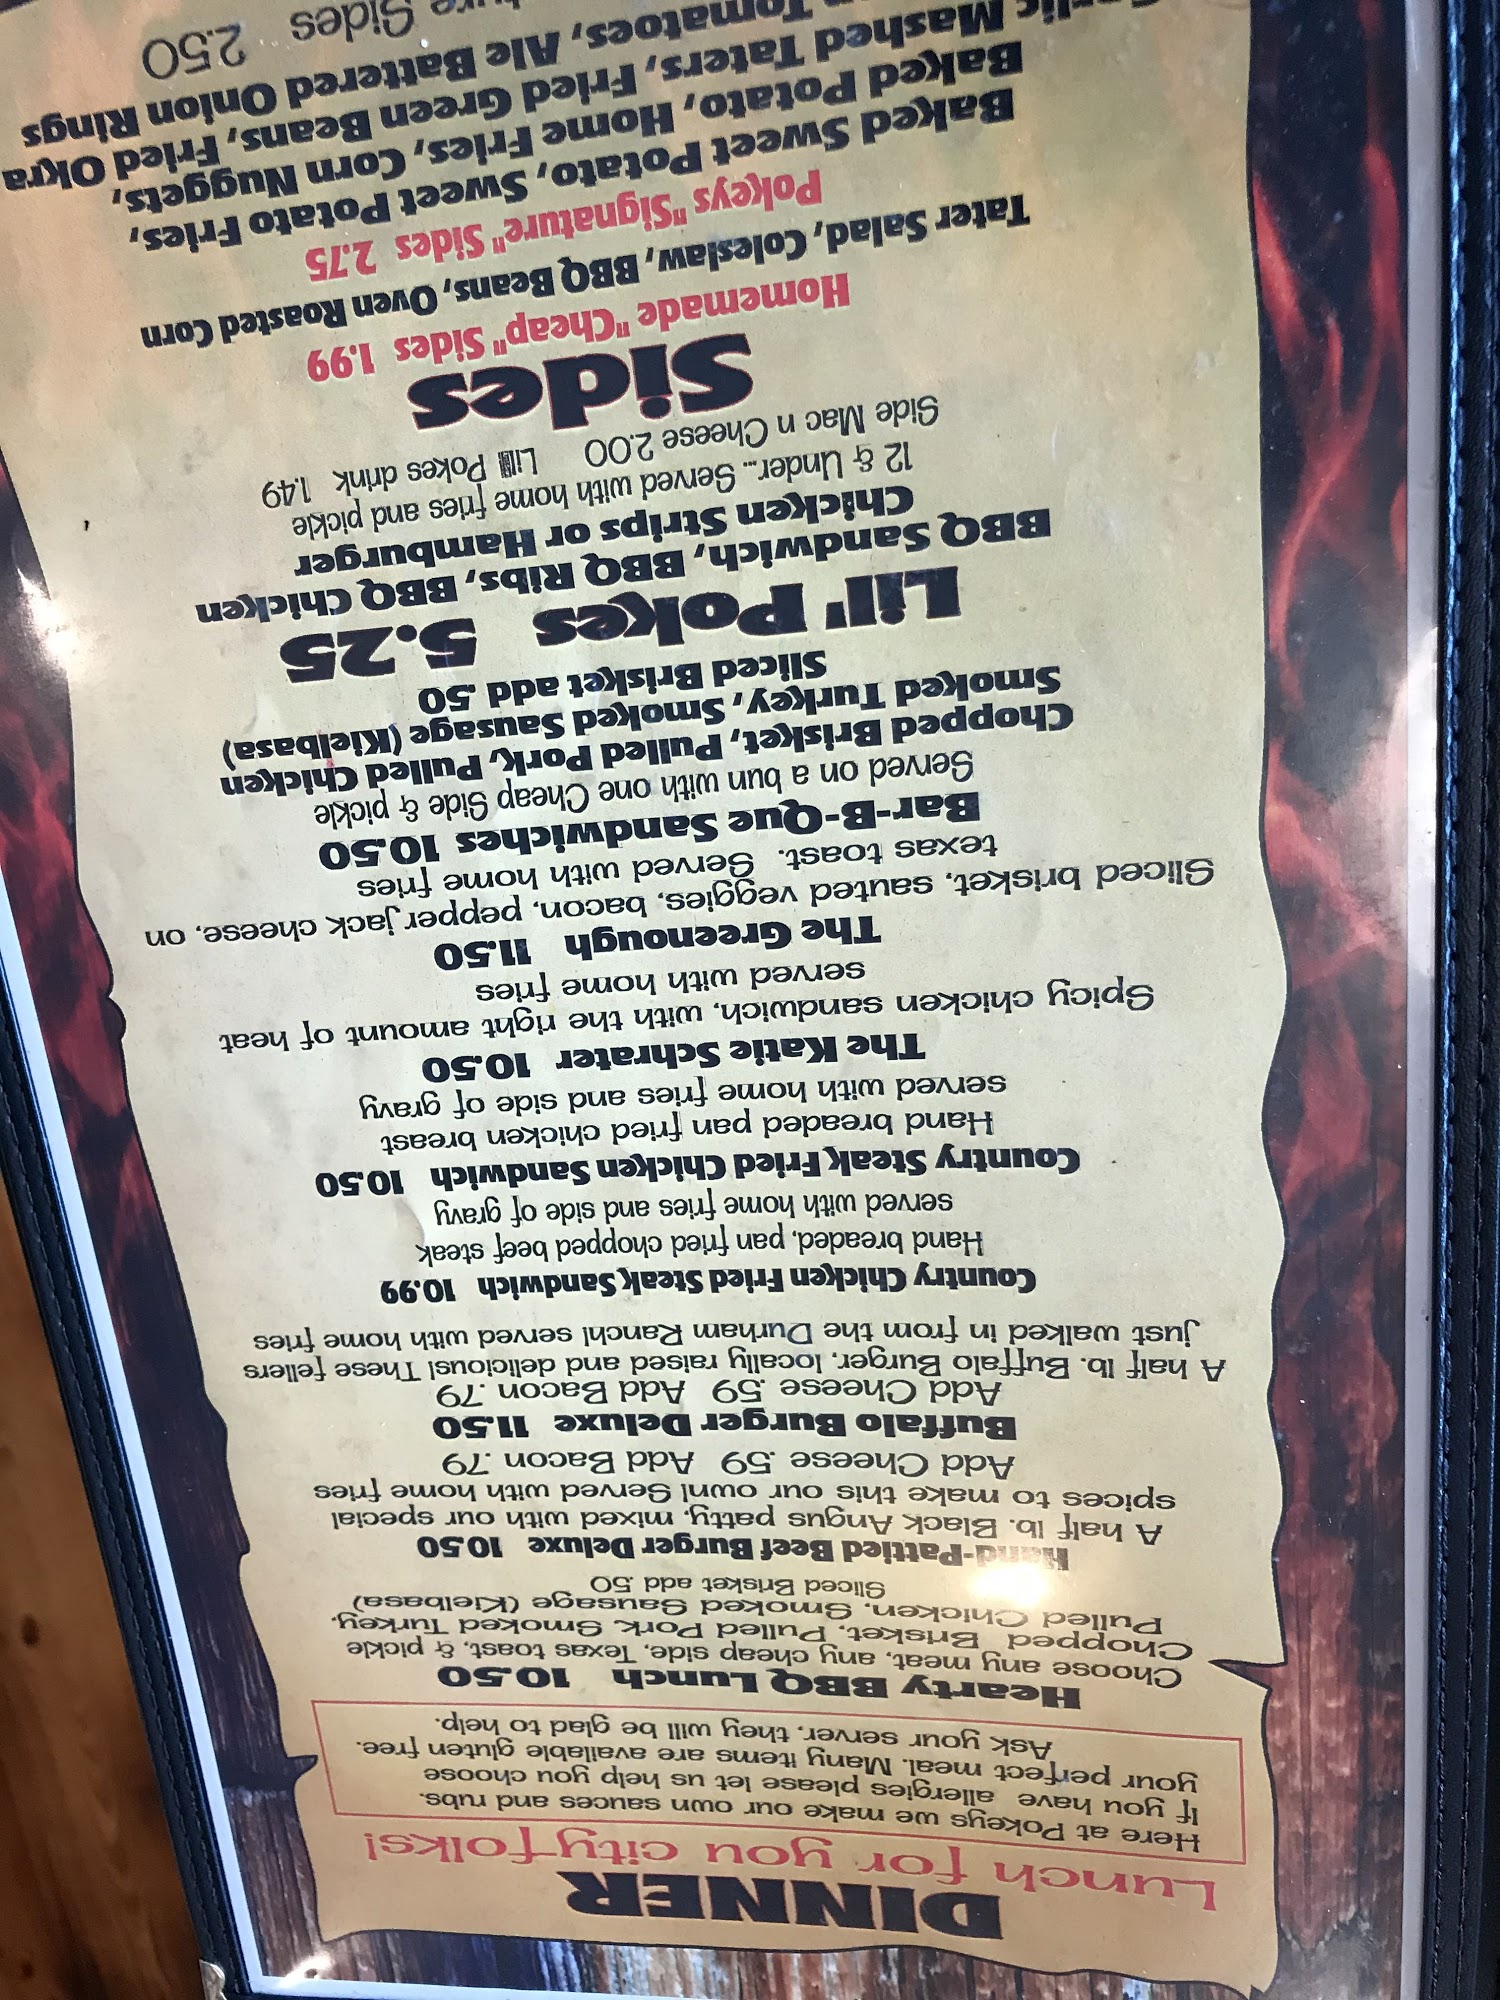 DINNER
Lunch for you city folks!
Here at Pokeys we make our own sauces and rubs.
If you have allergies please let us help you choose
your perfect meal. Many items are available gluten free.
Ask your server, they will be glad to help.
Hearty BBQ Lunch 10.50
Choose any meat, any cheap side, Texas toast, & pickle
Chopped Brisket, Pulled Pork, Smoked Turkey,
Pulled Chicken, Smoked Sausage (Kielbasa)
Sliced Brisket add .50
Hand-Pattied Beef Burger Deluxe 10.50
A half lb. Black Angus patty, mixed with our special
spices to make this our own! Served with home fries
Add Cheese .59 Add Bacon .79
Buffalo Burger Deluxe 11.50
Add Cheese .59 Add Bacon .79
A half lb. Buffalo Burger, locally raised and delicious! These fellers
just walked in from the Durham Ranch! served with home fries
Country Chicken Fried Steak Sandwich 10.99
Hand breaded, pan fried chopped beef steak
served with home fries and side of gravy
Country Steak Fried Chicken Sandwich 10.50
Hand breaded pan fried chicken breast
served with home fries and side of gravy
The Katie Schrater 10.50
Spicy chicken sandwich, with the right amount of heat
served with home fries
The Greenough 11.50
Sliced brisket, sauted veggies, bacon, pepper jack cheese, on
texas toast. Served with home fries
Bar-B-Que Sandwiches 10.50
Served on a bun with one Cheap Side & pickle
Chopped Brisket, Pulled Pork, Pulled Chicken
Smoked Turkey, Smoked Sausage (Kielbasa)
Sliced Brisket add .50
Lil' Pokes 5.25
BBQ Sandwich, BBQ Ribs, BBQ Chicken
Chicken Strips or Hamburger
12 & Under... Served with home fries and pickle
Side Mac n Cheese 2.00 Lil Pokes drink 1.49
Sides
Homemade "Cheap" Sides 1.99
Tater Salad, Coleslaw, BBQ Beans, Oven Roasted Corn
Pokeys "Signature" Sides 2.75
Baked Sweet Potato, Sweet Potato Fries,
Baked Potato, Home Fries, Corn Nuggets,
Mashed Taters, Fried Green Beans, Fried Okra
Tomatoes, Ale Battered Onion Rings
Sides 2.50